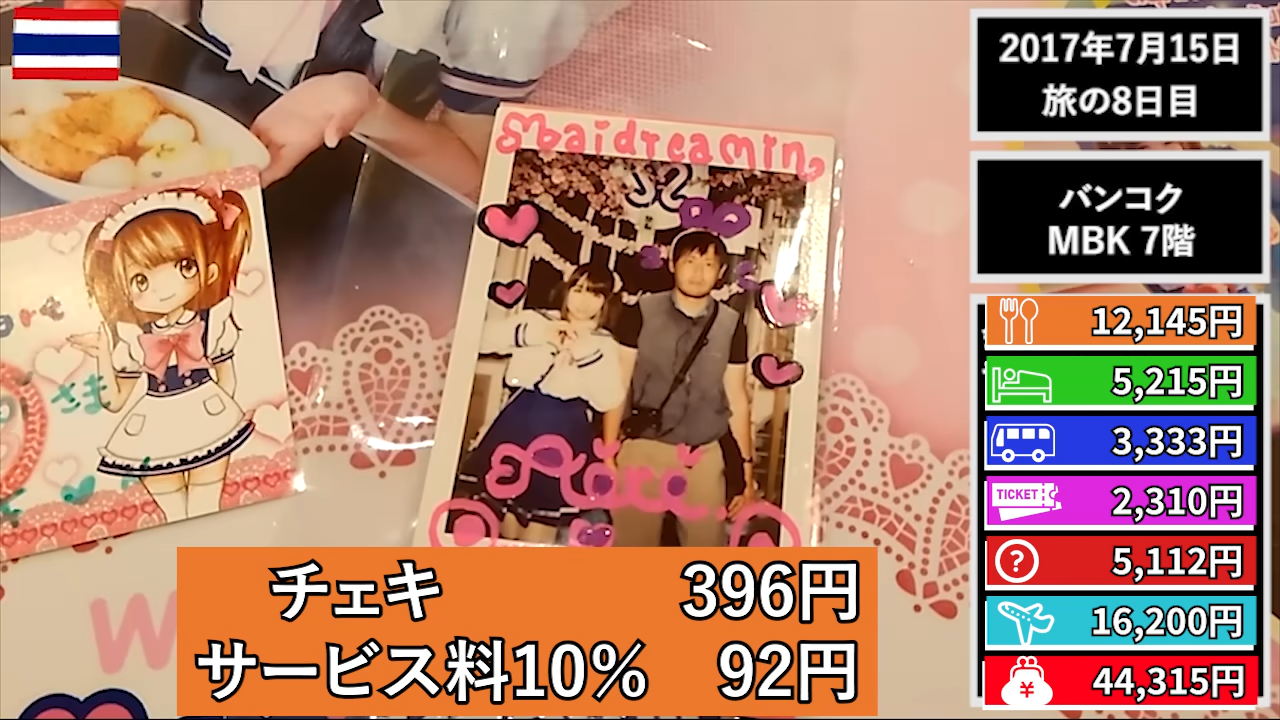 2017年7月15日
旅の8日目
バンコク
MBK 7階
12,145円
5,215円
3,333円
TICKET
2,310円
?
5,112円
16,200円
¥
44,315円
Maidreamin
さま
W
チェキ 396円
サービス料10% 92円